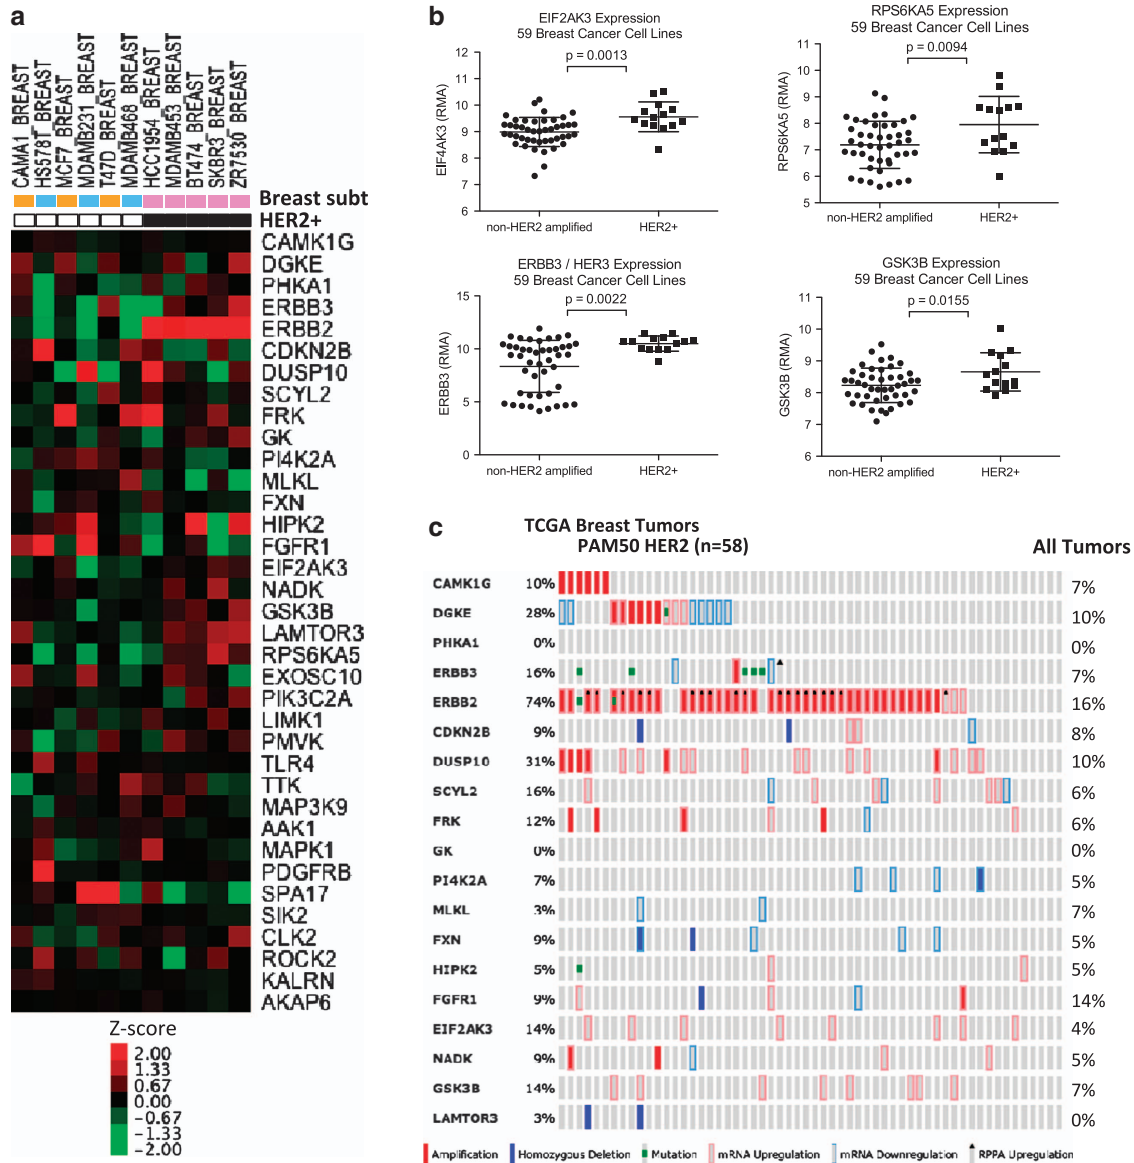 a
CAMA1_BREAST
HS578T_BREAST
MCF7_BREAST
MDAMB231_BREAST
T47D_BREAST
MDAMB468_BREAST
HCC1954_BREAST
MDAMB453_BREAST
BT474_BREAST
SKBR3_BREAST
ZR7530_BREAST
Breast subt
HER2+
CAMK1G
DGKE
PHKA1
ERBB3
ERBB2
CDKN2B
DUSP10
SCYL2
FRK
GK
PI4K2A
MLKL
FXN
HIPK2
FGFR1
EIF2AK3
NADK
GSK3B
LAMTOR3
RPS6KA5
EXOSC10
PIK3C2A
LIMK1
PMVK
TLR4
TTK
MAP3K9
AAK1
MAPK1
PDGFRB
SPA17
SIK2
CLK2
ROCK2
KALRN
AKAP6
Z-score
2.00
1.33
0.67
0.00
-0.67
-1.33
-2.00
b
EIF2AK3 Expression
59 Breast Cancer Cell Lines
p = 0.0013
EIF4AK3 (RMA)
12
11
10
9
8
7
6
non-HER2 amplified
HER2+
RPS6KA5 Expression
59 Breast Cancer Cell Lines
p = 0.0094
RPS6KA5 (RMA)
11
10
9
8
7
6
5
non-HER2 amplified
HER2+
ERBB3 / HER3 Expression
59 Breast Cancer Cell Lines
p = 0.0022
ERBB3 (RMA)
15
10
5
0
non-HER2 amplified
HER2+
GSK3B Expression
59 Breast Cancer Cell Lines
p = 0.0155
GSK3B (RMA)
11
10
9
8
7
6
non-HER2 amplified
HER2+
c
TCGA Breast Tumors
PAM50 HER2 (n=58)
All Tumors
CAMK1G 10% 7%
DGKE 28% 10%
PHKA1 0% 0%
ERBB3 16% 7%
ERBB2 74% 16%
CDKN2B 9% 8%
DUSP10 31% 10%
SCYL2 16% 6%
FRK 12% 6%
GK 0% 0%
PI4K2A 7% 5%
MLKL 3% 7%
FXN 9% 5%
HIPK2 5% 5%
FGFR1 9% 14%
EIF2AK3 14% 4%
NADK 9% 5%
GSK3B 14% 7%
LAMTOR3 3% 0%
Amplification Homozygous Deletion Mutation mRNA Upregulation mRNA Downregulation RPPA Upregulation